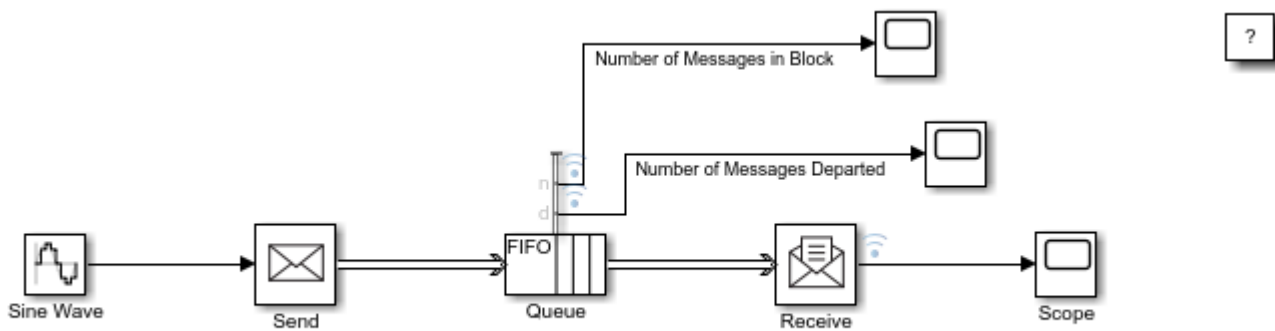 Number of Messages in Block
?
Number of Messages Departed
n
d
FIFO
Sine Wave
Send
Queue
Receive
Scope